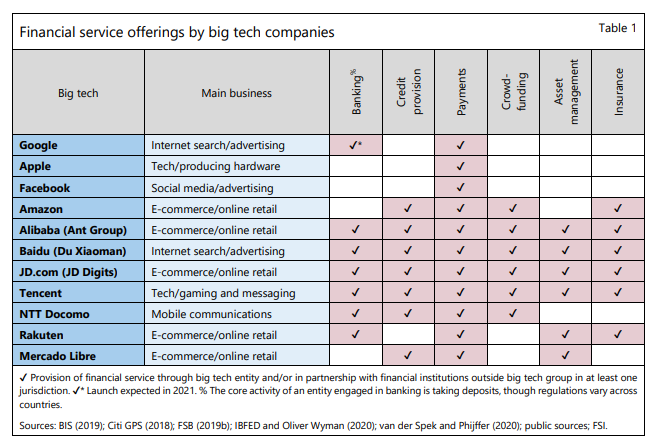 Financial service offerings by big tech companies
Table 1
Big tech
Main business
Banking%
Credit provision
Payments
Crowd-funding
Asset management
Insurance
Google Internet search/advertising ✓* ✓
Apple Tech/producing hardware ✓
Facebook Social media/advertising ✓
Amazon E-commerce/online retail ✓ ✓ ✓ ✓
Alibaba (Ant Group) E-commerce/online retail ✓ ✓ ✓ ✓ ✓ ✓
Baidu (Du Xiaoman) Internet search/advertising ✓ ✓ ✓ ✓ ✓ ✓
JD.com (JD Digits) E-commerce/online retail ✓ ✓ ✓ ✓ ✓ ✓
Tencent Tech/gaming and messaging ✓ ✓ ✓ ✓ ✓ ✓
NTT Docomo Mobile communications ✓ ✓ ✓ ✓
Rakuten E-commerce/online retail ✓ ✓ ✓ ✓
Mercado Libre E-commerce/online retail ✓ ✓ ✓
✓ Provision of financial service through big tech entity and/or in partnership with financial institutions outside big tech group in at least one
jurisdiction. ✓* Launch expected in 2021. % The core activity of an entity engaged in banking is taking deposits, though regulations vary across
countries.
Sources: BIS (2019); Citi GPS (2018); FSB (2019b); IBFED and Oliver Wyman (2020); van der Spek and Phijffer (2020); public sources; FSI.